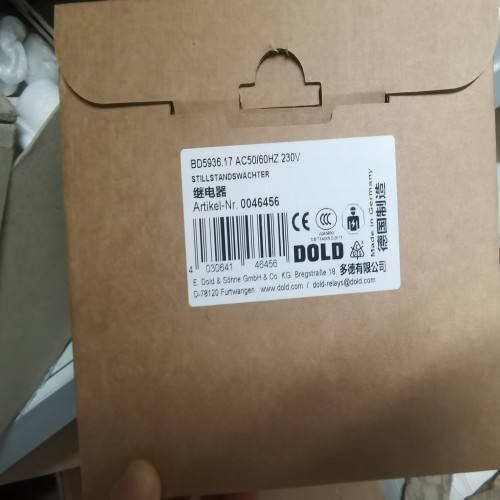 BD5936.17 AC50/60HZ 230V
STILLSTANDSWÄCHTER
继电器
Artikel-Nr. 0046456
4 030641 46456
CE
CCC
DOLD
Made in Germany
德国制造
E. Dold & Söhne GmbH & Co. KG. Bregstraße 18. 多德有限公司
D-78120 Furtwangen www.dold.com / dold-relays@dold.com